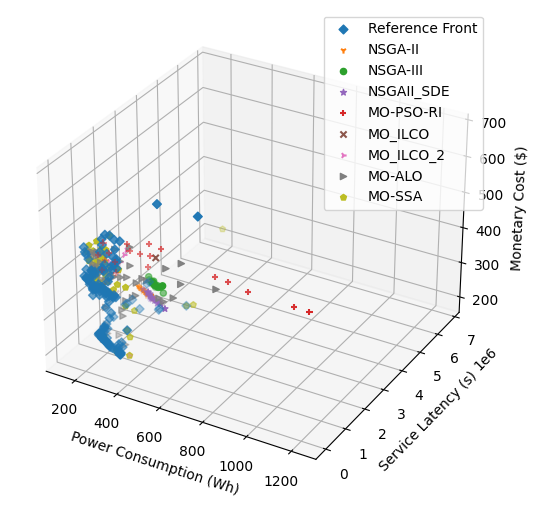 Reference Front
NSGA-II
NSGA-III
NSGAII_SDE
MO-PSO-RI
MO_ILCO
MO_ILCO_2
MO-ALO
MO-SSA
700
600
500
400
300
200
Monetary Cost ($)
7
6
5
4
3
2
1
0
1e6
Service Latency (s)
200
400
600
800
1000
1200
Power Consumption (Wh)